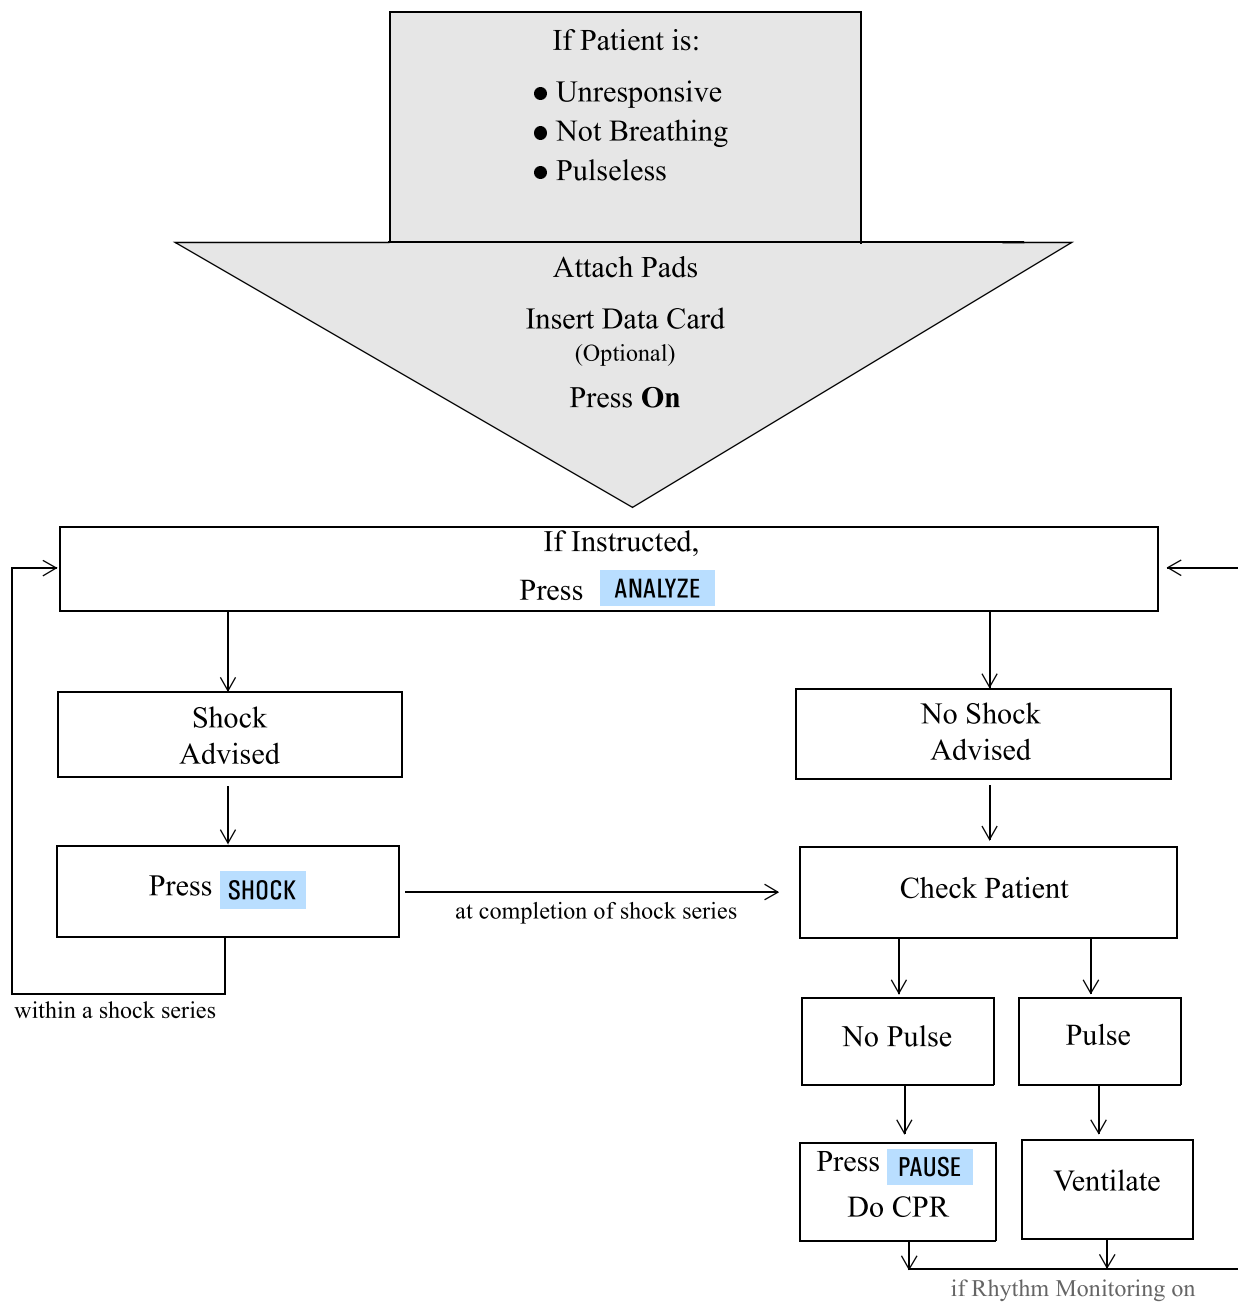 If Patient is:
● Unresponsive
● Not Breathing
● Pulseless
Attach Pads
Insert Data Card
(Optional)
Press On
If Instructed,
Press ANALYZE
Shock
Advised
No Shock
Advised
Press SHOCK
at completion of shock series
Check Patient
within a shock series
No Pulse
Pulse
Press PAUSE
Do CPR
Ventilate
if Rhythm Monitoring on